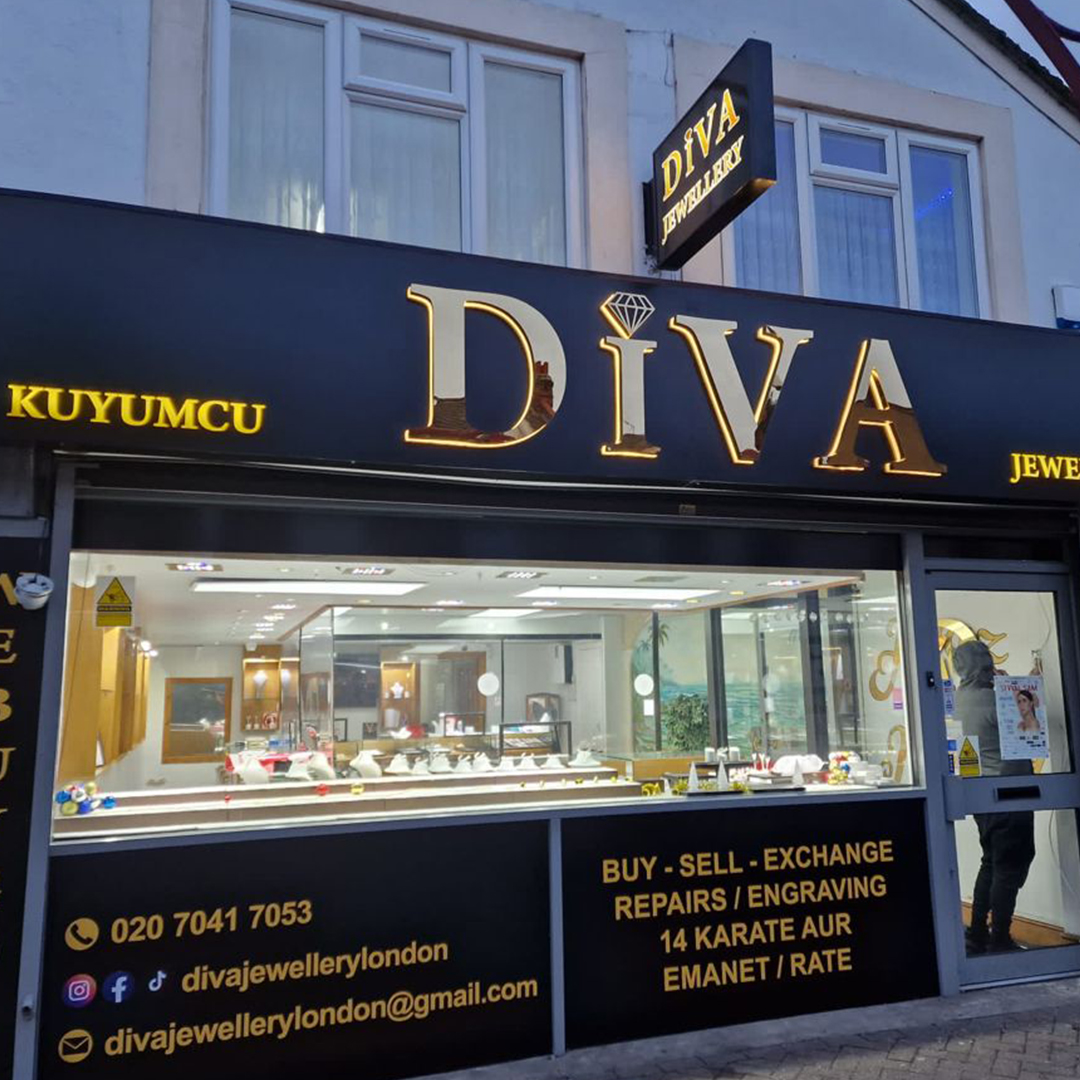 DiVA
JEWELLERY
DiVA
KUYUMCU
JEWE
020 7041 7053
divajewellerylondon
divajewellerylondon@gmail.com
BUY - SELL - EXCHANGE
REPAIRS / ENGRAVING
14 KARATE AUR
EMANET / RATE